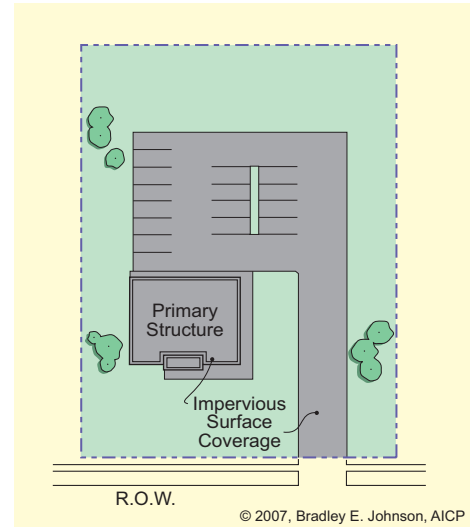 Primary
Structure
Impervious
Surface
Coverage
R.O.W.
© 2007, Bradley E. Johnson, AICP